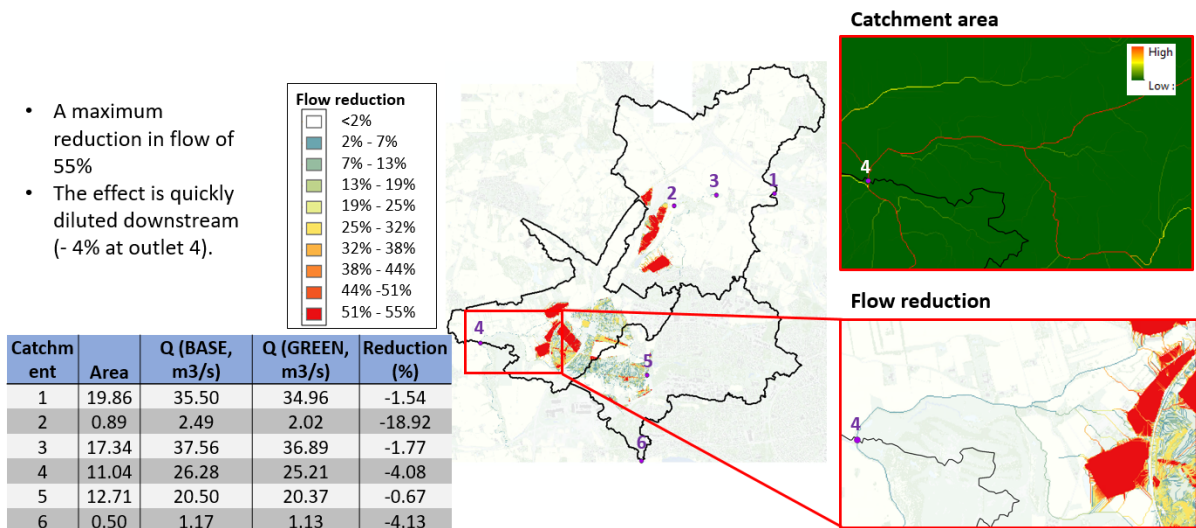 Catchment area
High
Low :
4
• A maximum
reduction in flow of
55%
• The effect is quickly
diluted downstream
(- 4% at outlet 4).
Flow reduction
<2%
2% - 7%
7% - 13%
13% - 19%
19% - 25%
25% - 32%
32% - 38%
38% - 44%
44% -51%
51% - 55%
2
3
1
4
5
6
Flow reduction
4
Catchm
ent Area Q (BASE, m3/s) Q (GREEN, m3/s) Reduction (%)
1 19.86 35.50 34.96 -1.54
2 0.89 2.49 2.02 -18.92
3 17.34 37.56 36.89 -1.77
4 11.04 26.28 25.21 -4.08
5 12.71 20.50 20.37 -0.67
6 0.50 1.17 1.13 -4.13